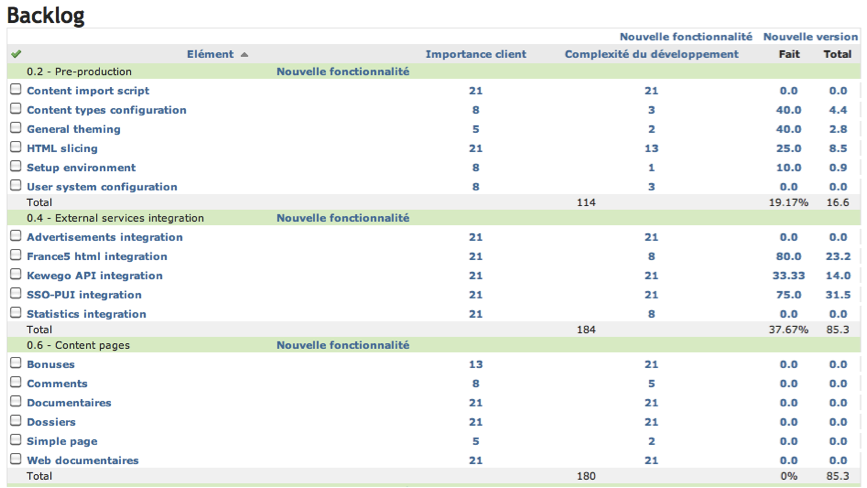 Backlog
Nouvelle fonctionnalité Nouvelle version
Elément Importance client Complexité du développement Fait Total
0.2 - Pre-production Nouvelle fonctionnalité
Content import script 21 21 0.0 0.0
Content types configuration 8 3 40.0 4.4
General theming 5 2 40.0 2.8
HTML slicing 21 13 25.0 8.5
Setup environment 8 1 10.0 0.9
User system configuration 8 3 0.0 0.0
Total 114 19.17% 16.6
0.4 - External services integration Nouvelle fonctionnalité
Advertisements integration 21 21 0.0 0.0
France5 html integration 21 8 80.0 23.2
Kewego API integration 21 21 33.33 14.0
SSO-PUI integration 21 21 75.0 31.5
Statistics integration 21 8 0.0 0.0
Total 184 37.67% 85.3
0.6 - Content pages Nouvelle fonctionnalité
Bonuses 13 21 0.0 0.0
Comments 8 5 0.0 0.0
Documentaires 21 21 0.0 0.0
Dossiers 21 21 0.0 0.0
Simple page 5 2 0.0 0.0
Web documentaires 21 21 0.0 0.0
Total 180 0% 85.3